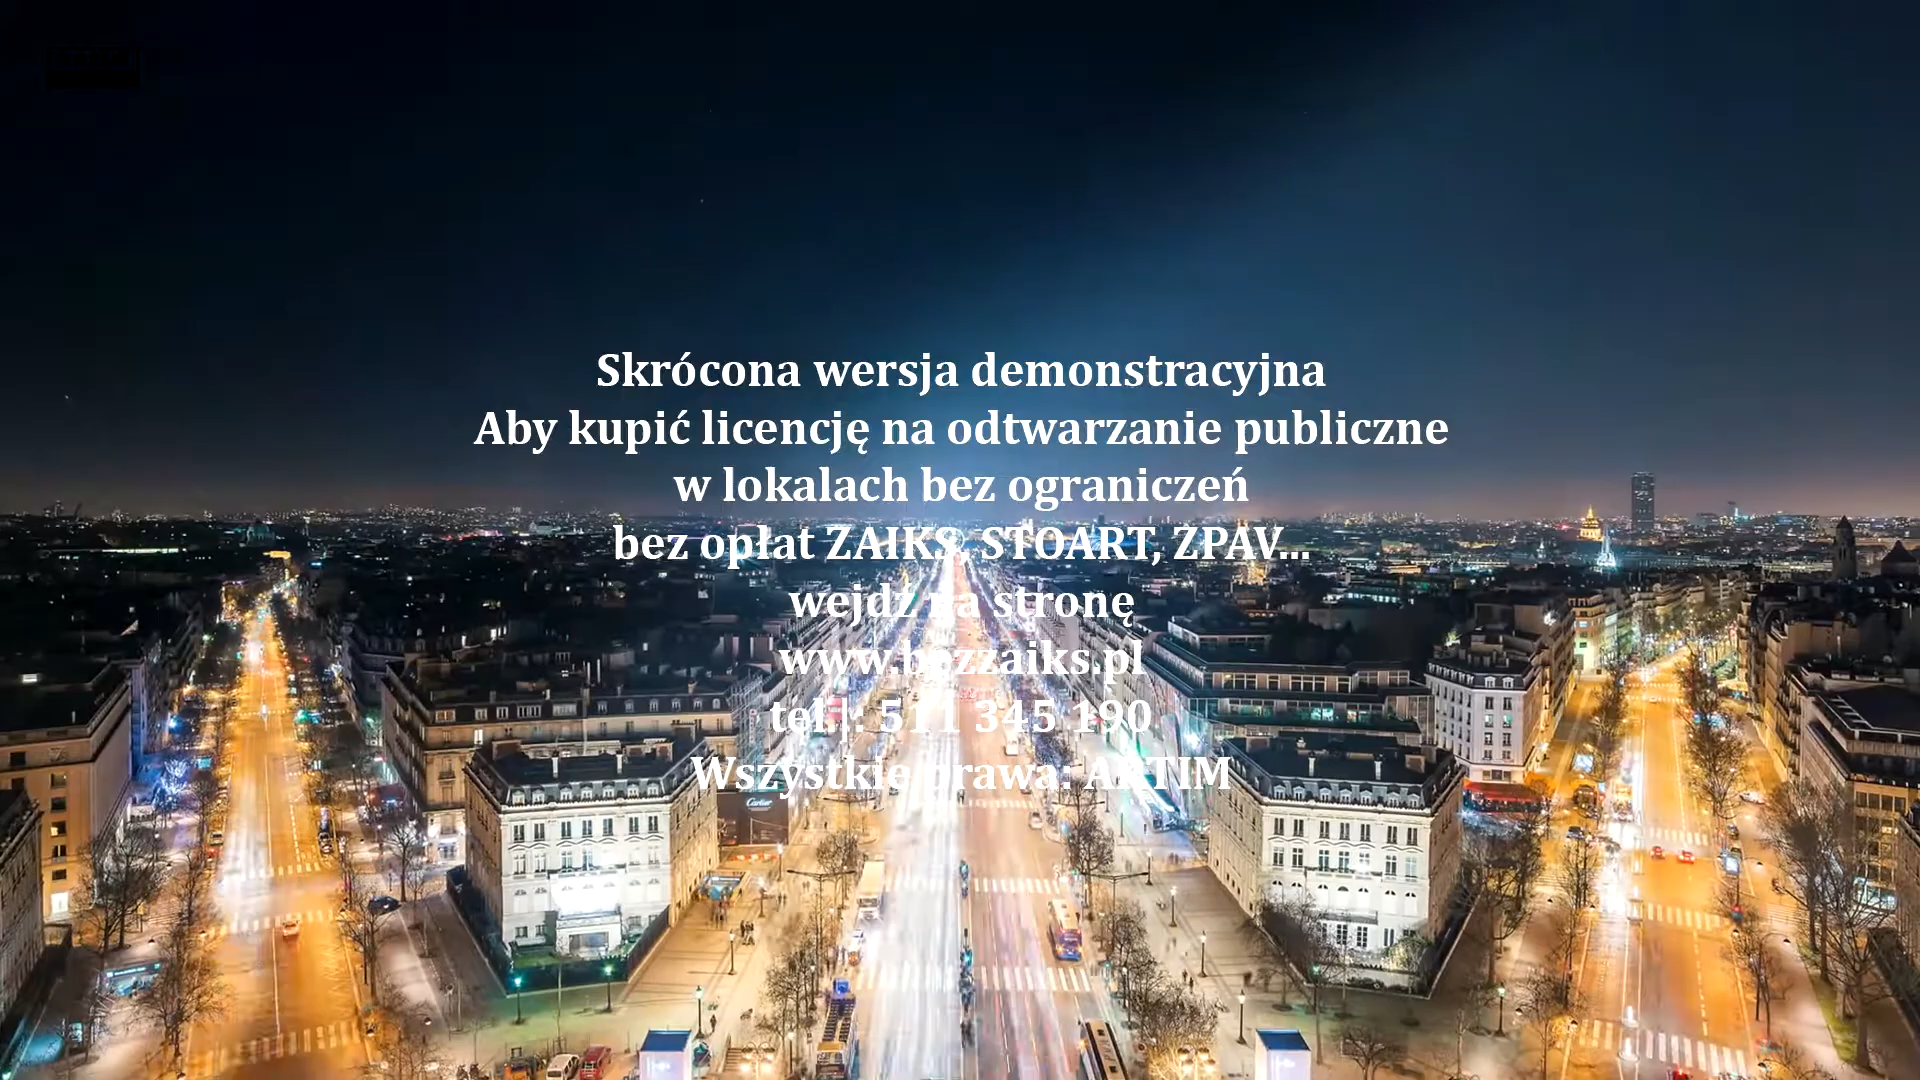 Skrócona wersja demonstracyjna
Aby kupić licencję na odtwarzanie publiczne
w lokalach bez ograniczeń
bez opłat ZAIKS, STOART, ZPAV...
wejdź na stronę
www.bezzaiks.pl
tel.|: 511 345 190
Wszystkie prawa: ARTIM
Cartier